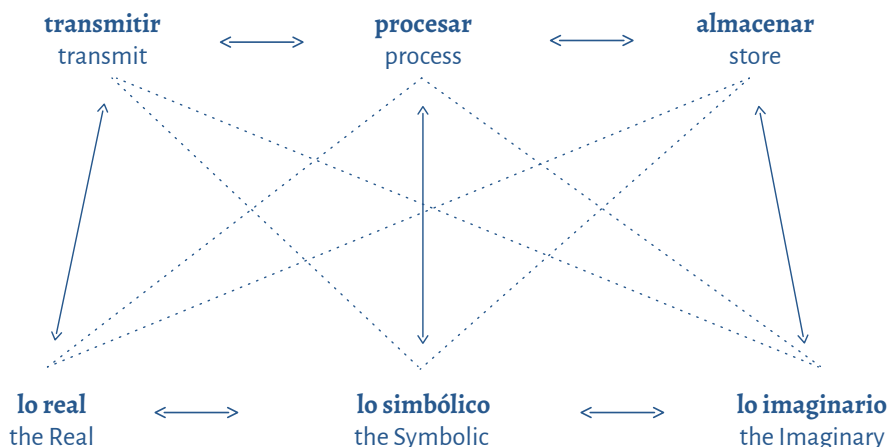 transmitir procesar almacenar
transmit process store
lo real lo simbólico lo imaginario
the Real the Symbolic the Imaginary